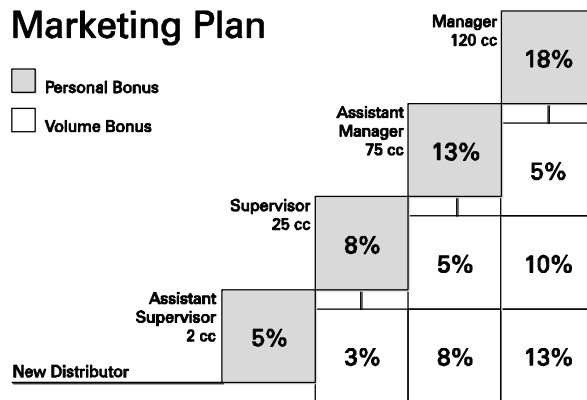 Marketing Plan
Personal Bonus
Volume Bonus
Manager
120 cc
18%
Assistant
Manager
75 cc
13%
5%
Supervisor
25 cc
8%
5%
10%
Assistant
Supervisor
2 cc
5%
3%
8%
13%
New Distributor